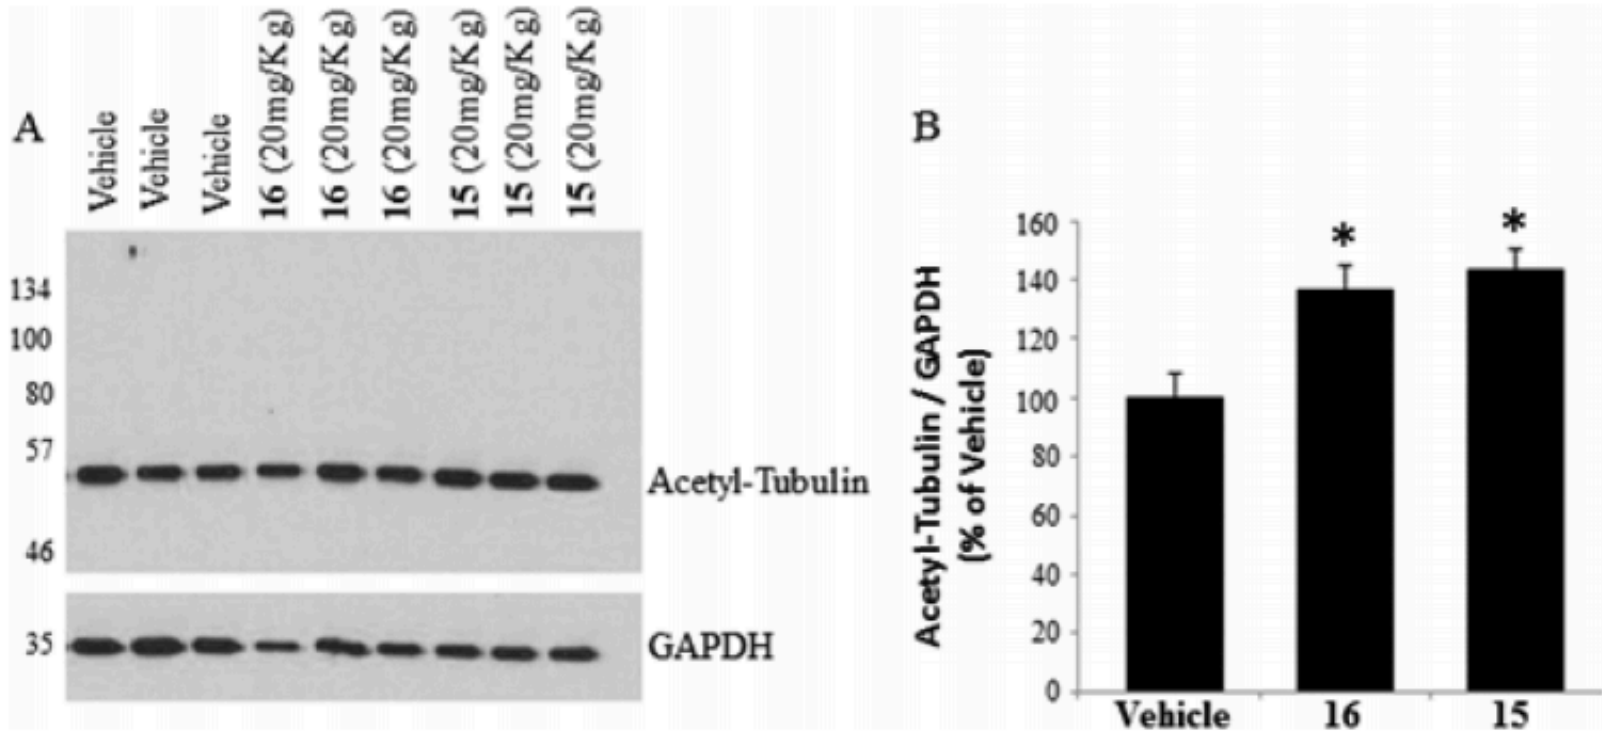 A
Vehicle
Vehicle
Vehicle
16 (20mg/Kg)
16 (20mg/Kg)
16 (20mg/Kg)
15 (20mg/Kg)
15 (20mg/Kg)
15 (20mg/Kg)
134
100
80
57
46
35
Acetyl-Tubulin
GAPDH
B
Acetyl-Tubulin / GAPDH
(% of Vehicle)
160
140
120
100
80
60
40
20
0
*
*
Vehicle
16
15